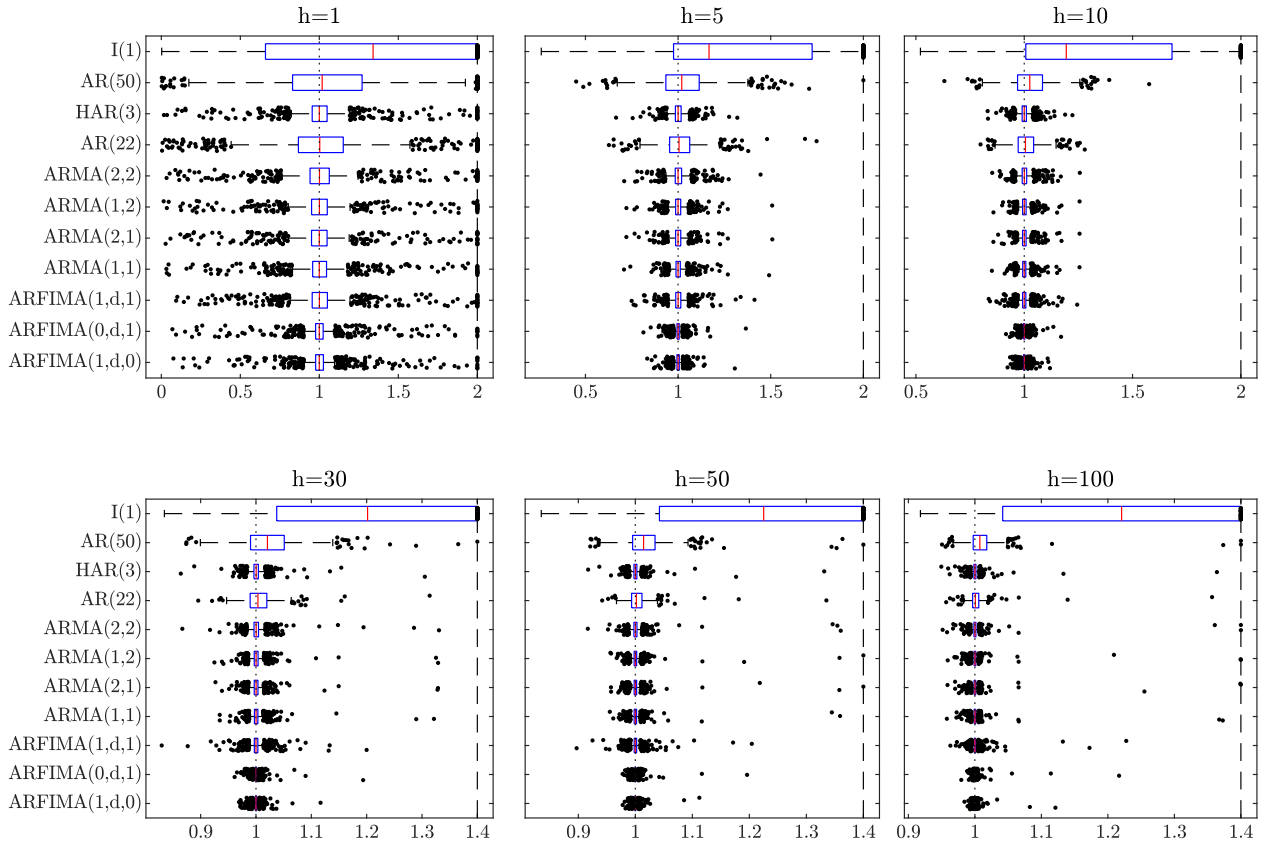 h=1
h=5
h=10
I(1)
AR(50)
HAR(3)
AR(22)
ARMA(2,2)
ARMA(1,2)
ARMA(2,1)
ARMA(1,1)
ARFIMA(1,d,1)
ARFIMA(0,d,1)
ARFIMA(1,d,0)
0 0.5 1 1.5 2
0.5 1 1.5 2
0.5 1 1.5 2
h=30
h=50
h=100
I(1)
AR(50)
HAR(3)
AR(22)
ARMA(2,2)
ARMA(1,2)
ARMA(2,1)
ARMA(1,1)
ARFIMA(1,d,1)
ARFIMA(0,d,1)
ARFIMA(1,d,0)
0.9 1 1.1 1.2 1.3 1.4
0.9 1 1.1 1.2 1.3 1.4
0.9 1 1.1 1.2 1.3 1.4